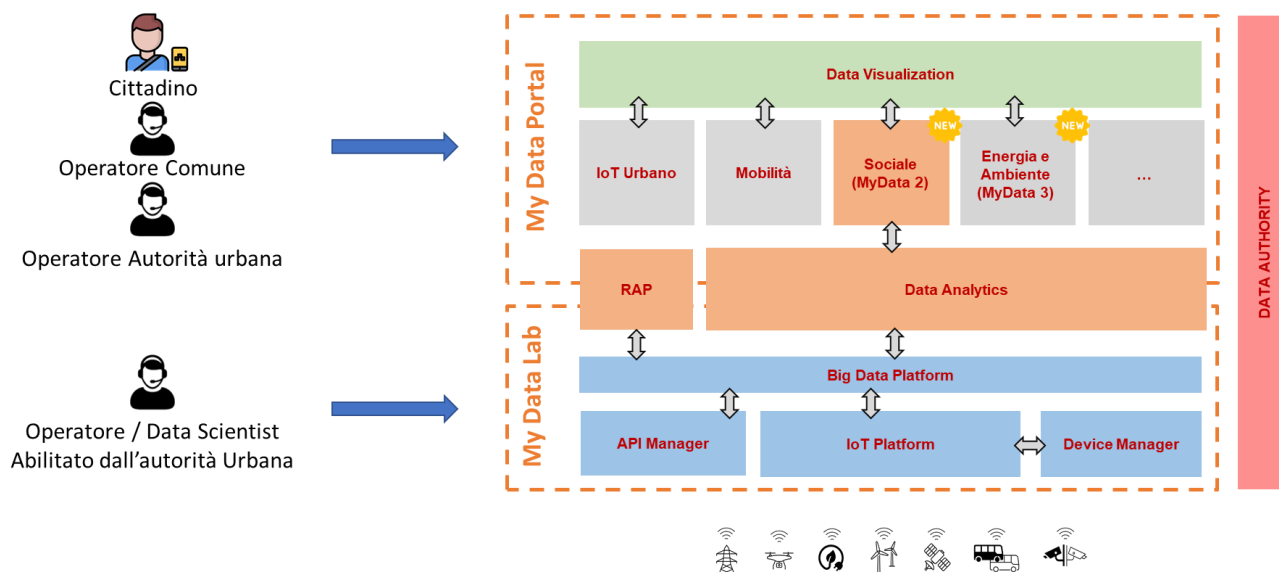 Cittadino
Operatore Comune
Operatore Autorità urbana
Operatore / Data Scientist
Abilitato dall'autorità Urbana
My Data Portal
Data Visualization
IoT Urbano
Mobilità
NEW
Sociale
(MyData 2)
NEW
Energia e
Ambiente
(MyData 3)
...
RAP
Data Analytics
My Data Lab
Big Data Platform
API Manager
IoT Platform
Device Manager
DATA AUTHORITY